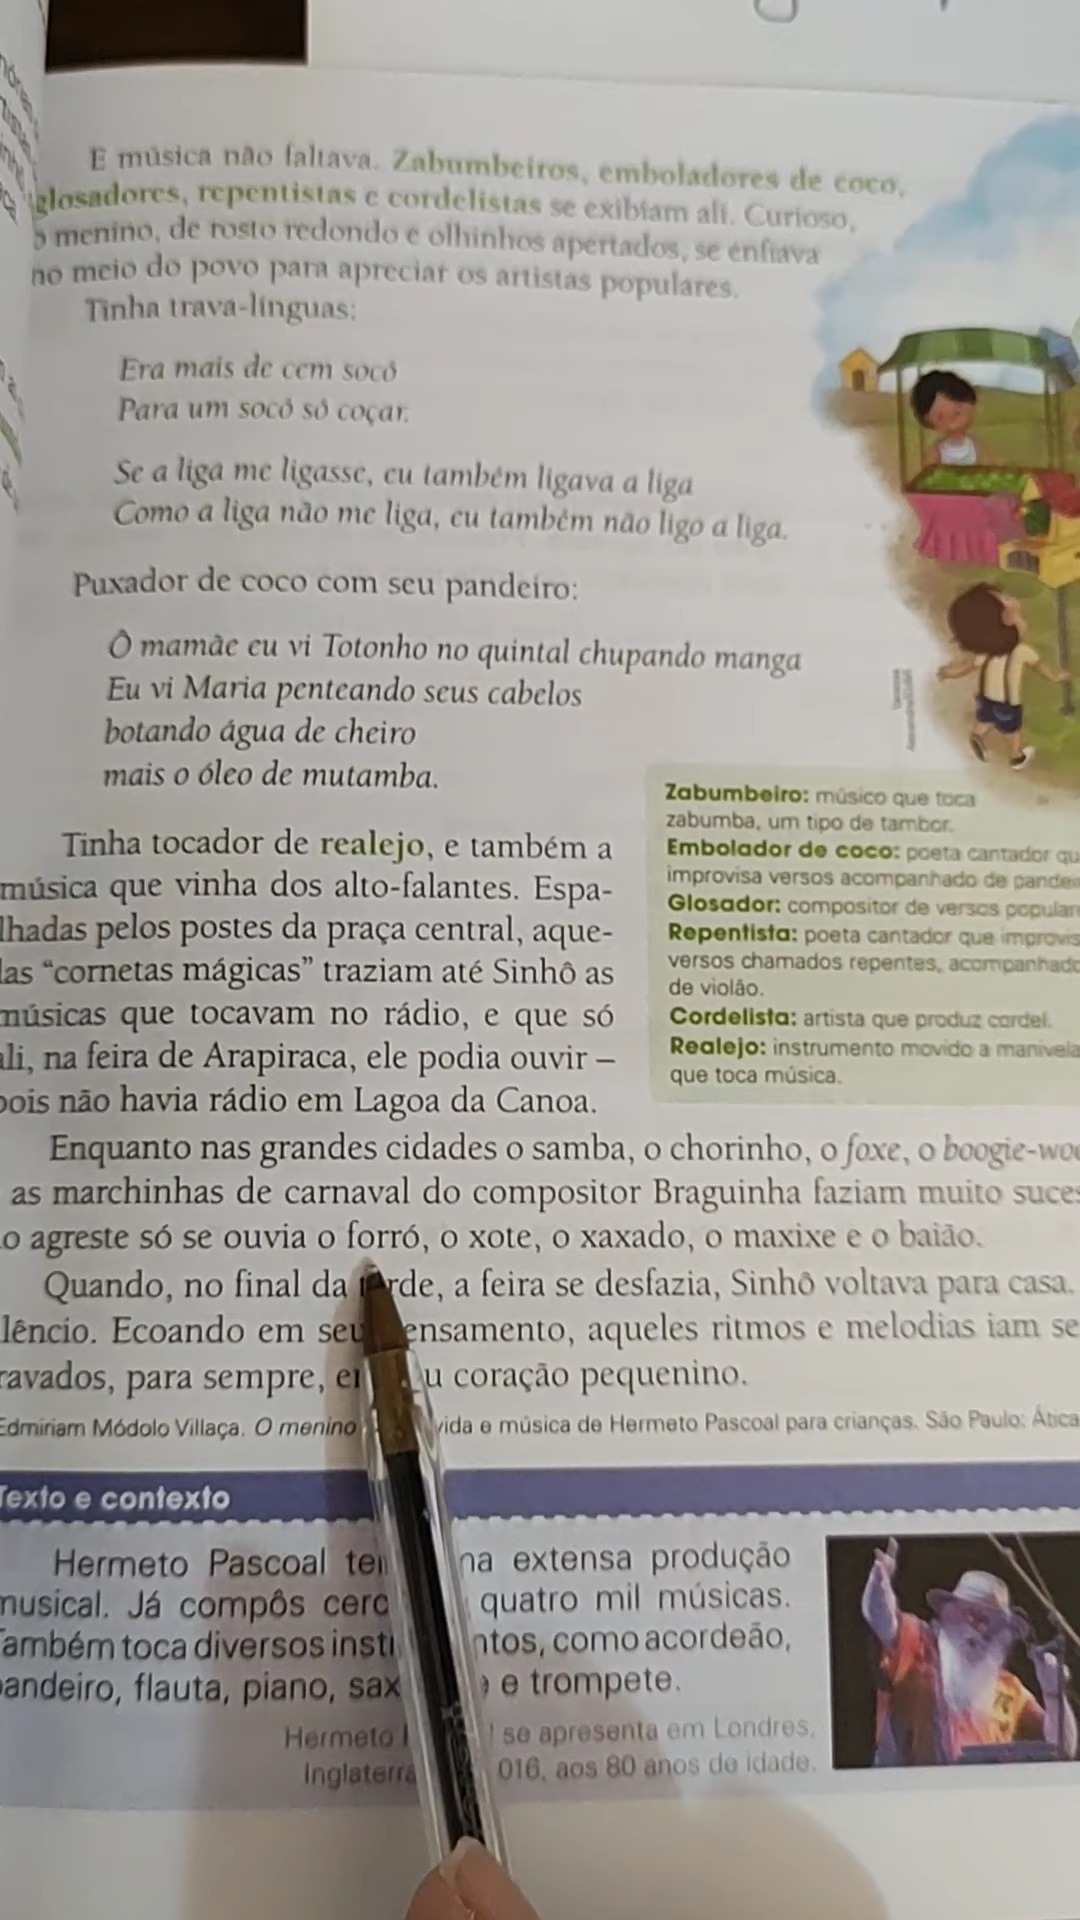 E música não faltava. Zabumbeiros, emboladores de coco,
glosadores, repentistas e cordelistas se exibiam ali. Curioso,
o menino, de rosto redondo e olhinhos apertados, se enfiava
no meio do povo para apreciar os artistas populares.
Tinha trava-línguas:
Era mais de cem socó
Para um socó só coçar.
Se a liga me ligasse, eu também ligava a liga
Como a liga não me liga, eu também não ligo a liga.
Puxador de coco com seu pandeiro:
Ô mamãe eu vi Totonho no quintal chupando manga
Eu vi Maria penteando seus cabelos
botando água de cheiro
mais o óleo de mutamba.
Tinha tocador de realejo, e também a
música que vinha dos alto-falantes. Espa-
lhadas pelos postes da praça central, aque-
las “cornetas mágicas” traziam até Sinhô as
músicas que tocavam no rádio, e que só
ali, na feira de Arapiraca, ele podia ouvir –
pois não havia rádio em Lagoa da Canoa.
Zabumbeiro: músico que toca
zabumba, um tipo de tambor.
Embolador de coco: poeta cantador qu
improvisa versos acompanhado de pandei
Glosador: compositor de versos popular
Repentista: poeta cantador que improvis
versos chamados repentes, acompanhado
de violão.
Cordelista: artista que produz cordel.
Realejo: instrumento movido a manivela
que toca música.
Enquanto nas grandes cidades o samba, o chorinho, o foxe, o boogie-woo
as marchinhas de carnaval do compositor Braguinha faziam muito suces
o agreste só se ouvia o forró, o xote, o xaxado, o maxixe e o baião.
Quando, no final da tarde, a feira se desfazia, Sinhô voltava para casa.
lêncio. Ecoando em seu ensamento, aqueles ritmos e melodias iam se
ravados, para sempre, e u coração pequenino.
Edmiriam Módolo Villaça. O menino vida e música de Hermeto Pascoal para crianças. São Paulo: Ática
Texto e contexto
Hermeto Pascoal te na extensa produção
musical. Já compôs cerc quatro mil músicas.
Também toca diversos inst ntos, como acordeão,
pandeiro, flauta, piano, sax e e trompete.
Hermeto l se apresenta em Londres,
Inglaterra 016, aos 80 anos de idade.